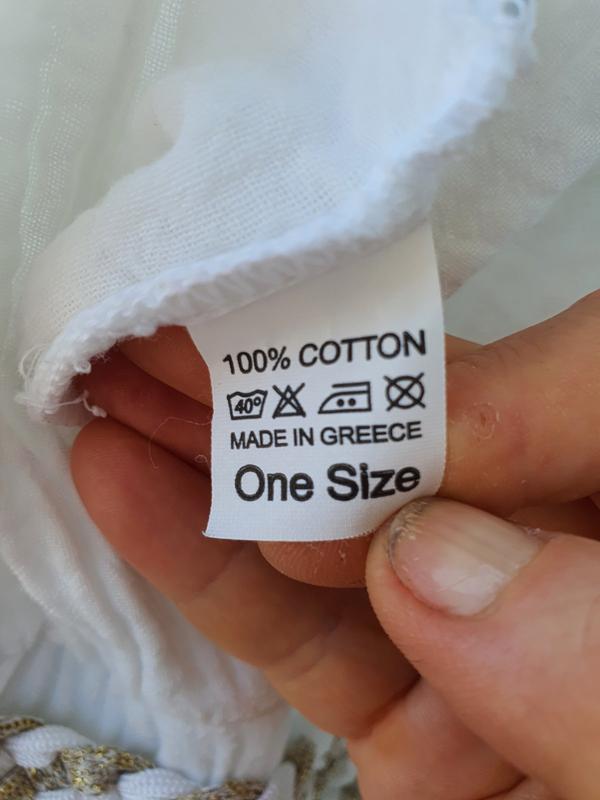 100% COTTON
40°
MADE IN GREECE
One Size